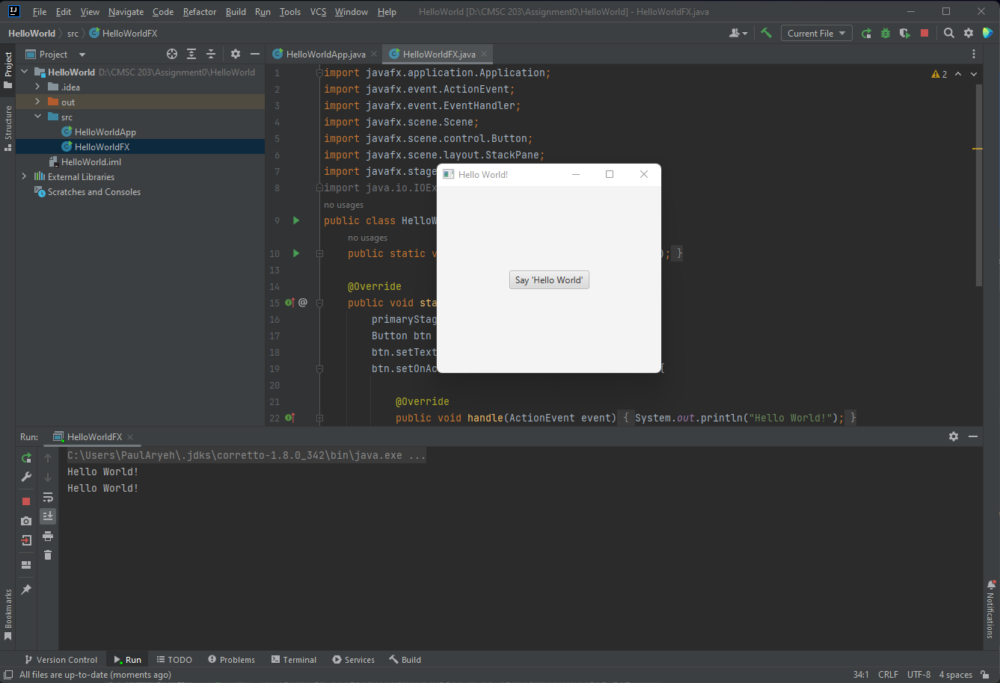 File Edit View Navigate Code Refactor Build Run Tools VCS Window Help HelloWorld [D:\CMSC 203\Assignment0\HelloWorld] - HelloWorldFX.java
HelloWorld src HelloWorldFX Current File
Project
Project
HelloWorldApp.java HelloWorldFX.java
HelloWorld D:\CMSC 203\Assignment0\HelloWorld
.idea
out
src
HelloWorldApp
HelloWorldFX
HelloWorld.iml
External Libraries
Scratches and Consoles
Structure
2
1 import javafx.application.Application;
2 import javafx.event.ActionEvent;
3 import javafx.event.EventHandler;
4 import javafx.scene.Scene;
5 import javafx.scene.control.Button;
6 import javafx.scene.layout.StackPane;
7 import javafx.stage
8 import java.io.IOEx
no usages
9 public class HelloW
no usages
10 public static v ); }
13
14 @Override
15 @ public void sta
16 primaryStag
17 Button btn
18 btn.setText
19 btn.setOnAc {
20
21 @Override
22 public void handle(ActionEvent event) { System.out.println("Hello World!"); }
Hello World!
Say 'Hello World'
Run: HelloWorldFX
C:\Users\PaulAryeh\.jdks\corretto-1.8.0_342\bin\java.exe ...
Hello World!
Hello World!
Bookmarks
Notifications
Version Control Run TODO Problems Terminal Services Build
All files are up-to-date (moments ago) 34:1 CRLF UTF-8 4 spaces